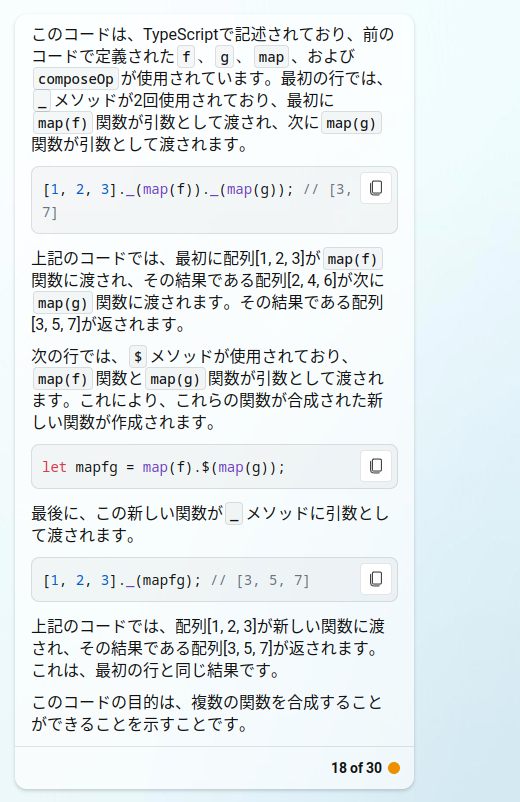 このコードは、TypeScriptで記述されており、前の
コードで定義された f 、 g 、 map 、および
composeOp が使用されています。最初の行では、
_ メソッドが2回使用されており、最初に
map(f) 関数が引数として渡され、次に map(g)
関数が引数として渡されます。
[1, 2, 3]._(map(f))._(map(g)); // [3,
7]
上記のコードでは、最初に配列[1, 2, 3]が map(f)
関数に渡され、その結果である配列[2, 4, 6]が次に
map(g) 関数に渡されます。その結果である配列
[3, 5, 7]が返されます。
次の行では、 $ メソッドが使用されており、
map(f) 関数と map(g) 関数が引数として渡され
ます。これにより、これらの関数が合成された新
しい関数が作成されます。
let mapfg = map(f).$(map(g));
最後に、この新しい関数が _ メソッドに引数とし
て渡されます。
[1, 2, 3]._(mapfg); // [3, 5, 7]
上記のコードでは、配列[1, 2, 3]が新しい関数に渡
され、その結果である配列[3, 5, 7]が返されます。
これは、最初の行と同じ結果です。
このコードの目的は、複数の関数を合成すること
ができることを示すことです。
18 of 30